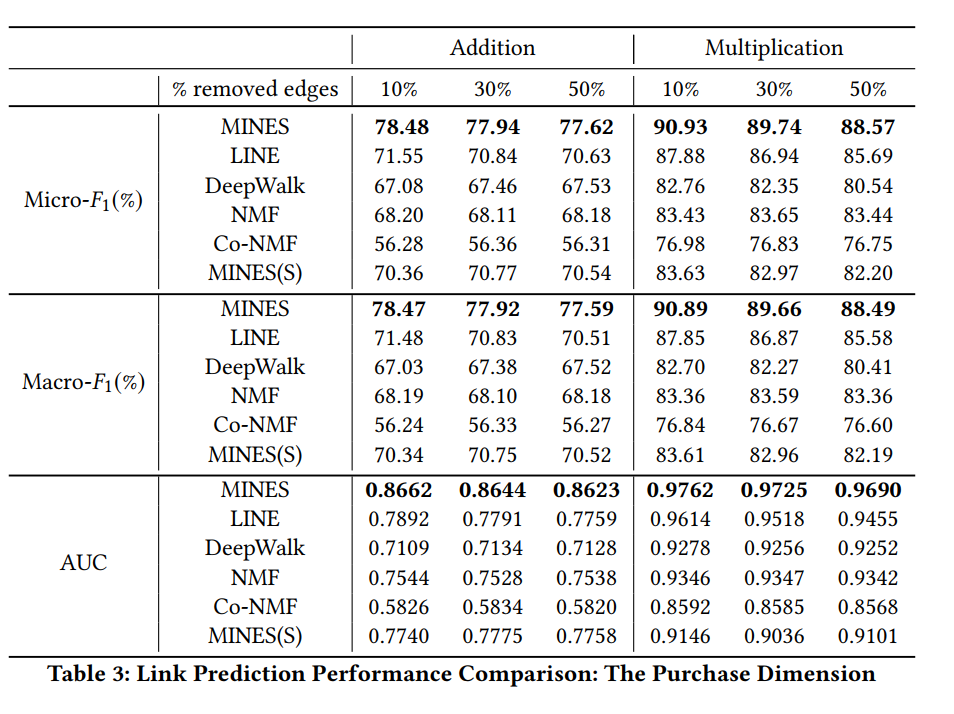 Addition Multiplication
% removed edges 10% 30% 50% 10% 30% 50%
MINES 78.48 77.94 77.62 90.93 89.74 88.57
LINE 71.55 70.84 70.63 87.88 86.94 85.69
DeepWalk 67.08 67.46 67.53 82.76 82.35 80.54
Micro-F1(%) NMF 68.20 68.11 68.18 83.43 83.65 83.44
Co-NMF 56.28 56.36 56.31 76.98 76.83 76.75
MINES(S) 70.36 70.77 70.54 83.63 82.97 82.20
MINES 78.47 77.92 77.59 90.89 89.66 88.49
LINE 71.48 70.83 70.51 87.85 86.87 85.58
DeepWalk 67.03 67.38 67.52 82.70 82.27 80.41
Macro-F1(%) NMF 68.19 68.10 68.18 83.36 83.59 83.36
Co-NMF 56.24 56.33 56.27 76.84 76.67 76.60
MINES(S) 70.34 70.75 70.52 83.61 82.96 82.19
MINES 0.8662 0.8644 0.8623 0.9762 0.9725 0.9690
LINE 0.7892 0.7791 0.7759 0.9614 0.9518 0.9455
DeepWalk 0.7109 0.7134 0.7128 0.9278 0.9256 0.9252
AUC NMF 0.7544 0.7528 0.7538 0.9346 0.9347 0.9342
Co-NMF 0.5826 0.5834 0.5820 0.8592 0.8585 0.8568
MINES(S) 0.7740 0.7775 0.7758 0.9146 0.9036 0.9101
Table 3: Link Prediction Performance Comparison: The Purchase Dimension